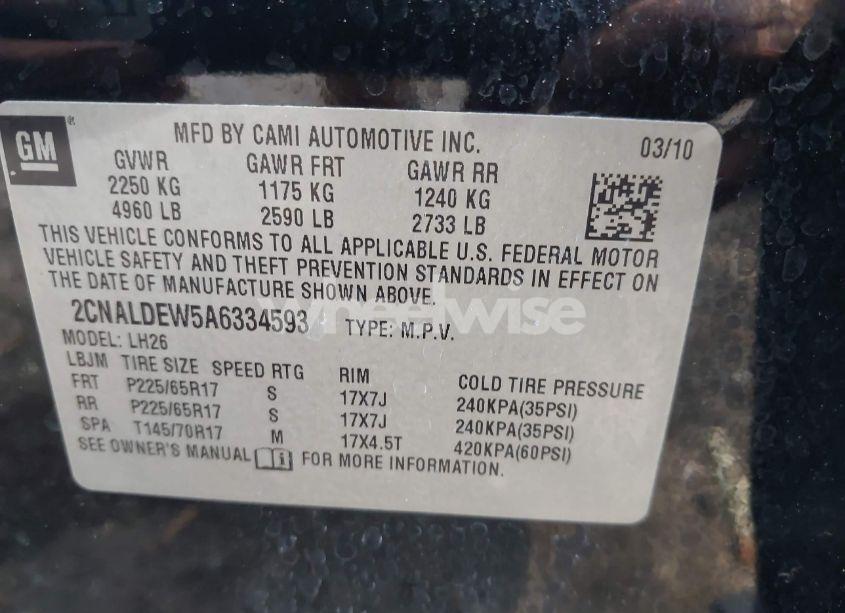 GM®
MFD BY CAMI AUTOMOTIVE INC. 03/10
GVWR GAWR FRT GAWR RR
2250 KG 1175 KG 1240 KG
4960 LB 2590 LB 2733 LB
THIS VEHICLE CONFORMS TO ALL APPLICABLE U.S. FEDERAL MOTOR
VEHICLE SAFETY AND THEFT PREVENTION STANDARDS IN EFFECT ON
THE DATE OF MANUFACTURE SHOWN ABOVE.
wheelwise
2CNALDEW5A6334593 TYPE: M.P.V.
MODEL: LH26
LBJM TIRE SIZE SPEED RTG RIM COLD TIRE PRESSURE
FRT P225/65R17 S 17X7J 240KPA(35PSI)
RR P225/65R17 S 17X7J 240KPA(35PSI)
SPA T145/70R17 M 17X4.5T 420KPA(60PSI)
SEE OWNER'S MANUAL i FOR MORE INFORMATION.